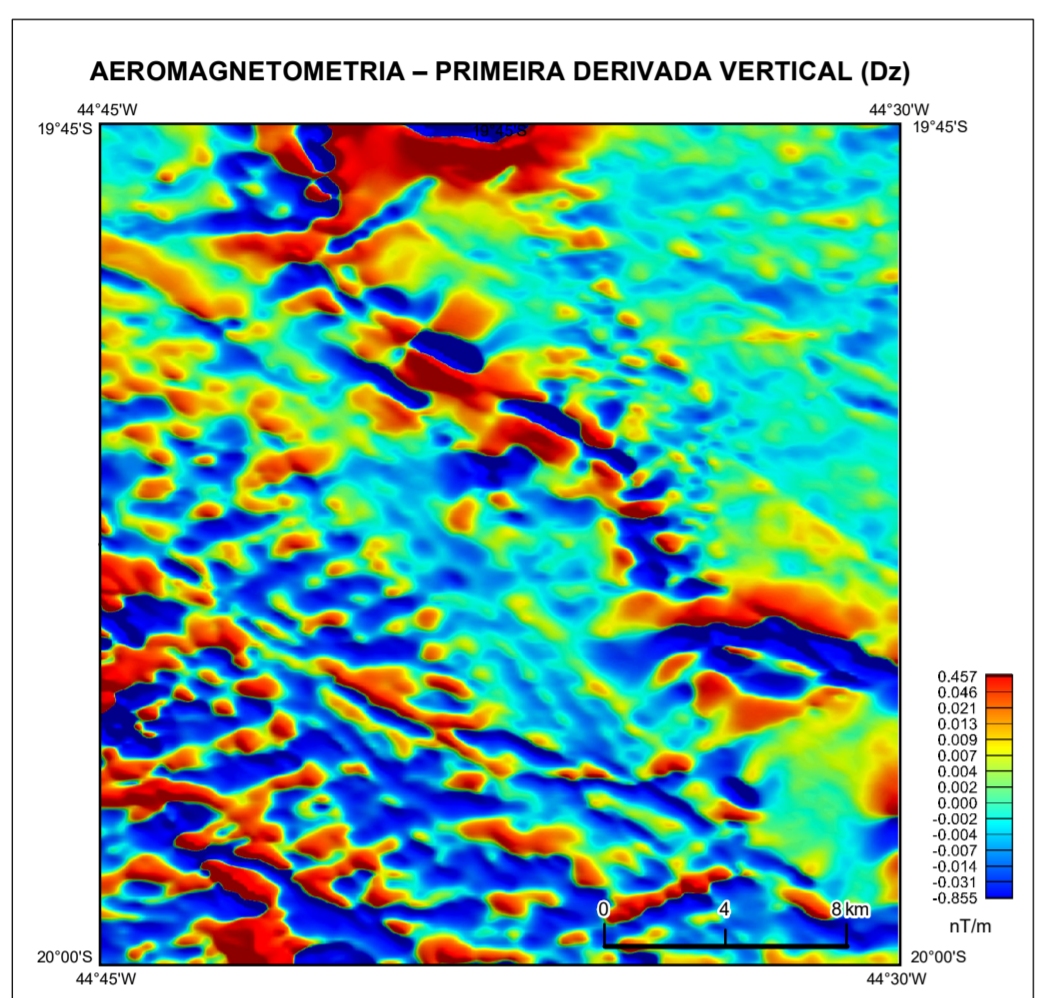 AEROMAGNETOMETRIA – PRIMEIRA DERIVADA VERTICAL (Dz)
44°45'W 44°30'W
19°45'S 19°45'S 19°45'S
0.457
0.046
0.021
0.013
0.009
0.007
0.004
0.002
0.000
-0.002
-0.004
-0.007
-0.014
-0.031
-0.855
nT/m
0 4 8 km
20°00'S 20°00'S
44°45'W 44°30'W